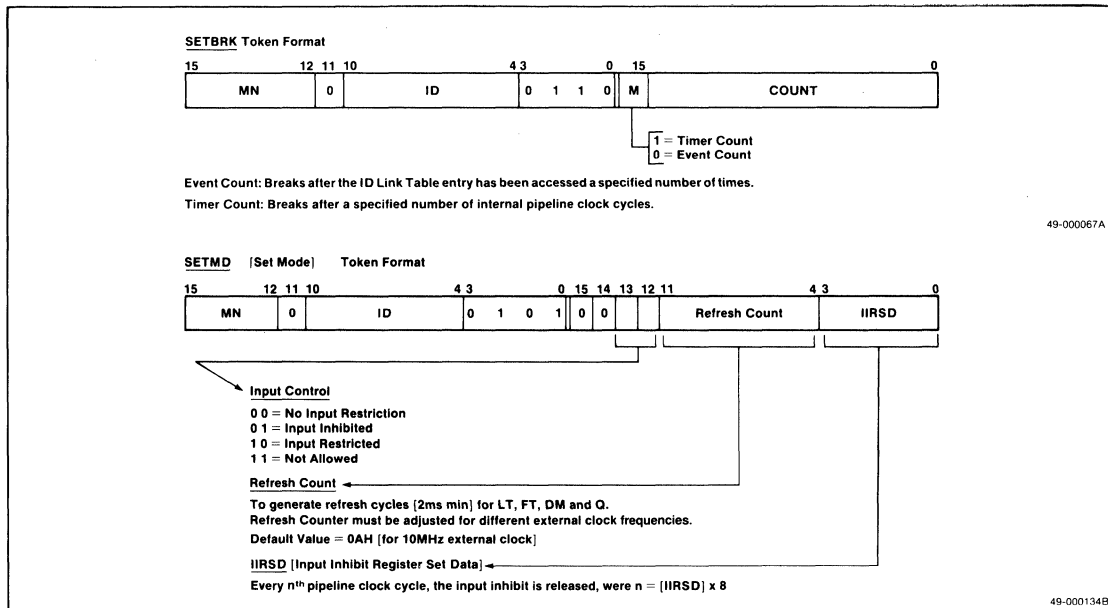 SETBRK Token Format
15 12 11 10 4 3 0 15 0
MN 0 ID 0 1 1 0 M COUNT
1 = Timer Count
0 = Event Count
Event Count: Breaks after the ID Link Table entry has been accessed a specified number of times.
Timer Count: Breaks after a specified number of internal pipeline clock cycles.
49-000067A
SETMD [Set Mode] Token Format
15 12 11 10 4 3 0 15 14 13 12 11 4 3 0
MN 0 ID 0 1 0 1 0 0 Refresh Count IIRSD
Input Control
0 0 = No Input Restriction
0 1 = Input Inhibited
1 0 = Input Restricted
1 1 = Not Allowed
Refresh Count
To generate refresh cycles [2ms min] for LT, FT, DM and Q.
Refresh Counter must be adjusted for different external clock frequencies.
Default Value = 0AH [for 10MHz external clock]
IIRSD [Input Inhibit Register Set Data]
Every nth pipeline clock cycle, the input inhibit is released, were n = [IIRSD] x 8
49-000134B